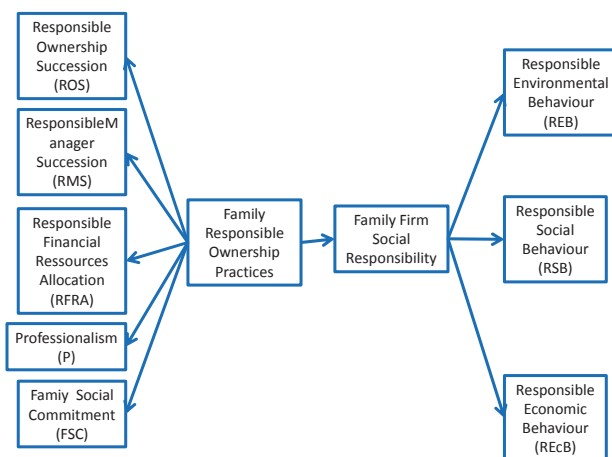 Responsible
Ownership
Succession
(ROS)
ResponsibleM
anager
Succession
(RMS)
Responsible
Financial
Ressources
Allocation
(RFRA)
Professionalism
(P)
Famiy Social
Commitment
(FSC)
Family
Responsible
Ownership
Practices
Family Firm
Social
Responsibility
Responsible
Environmental
Behaviour
(REB)
Responsible
Social
Behaviour
(RSB)
Responsible
Economic
Behaviour
(REcB)